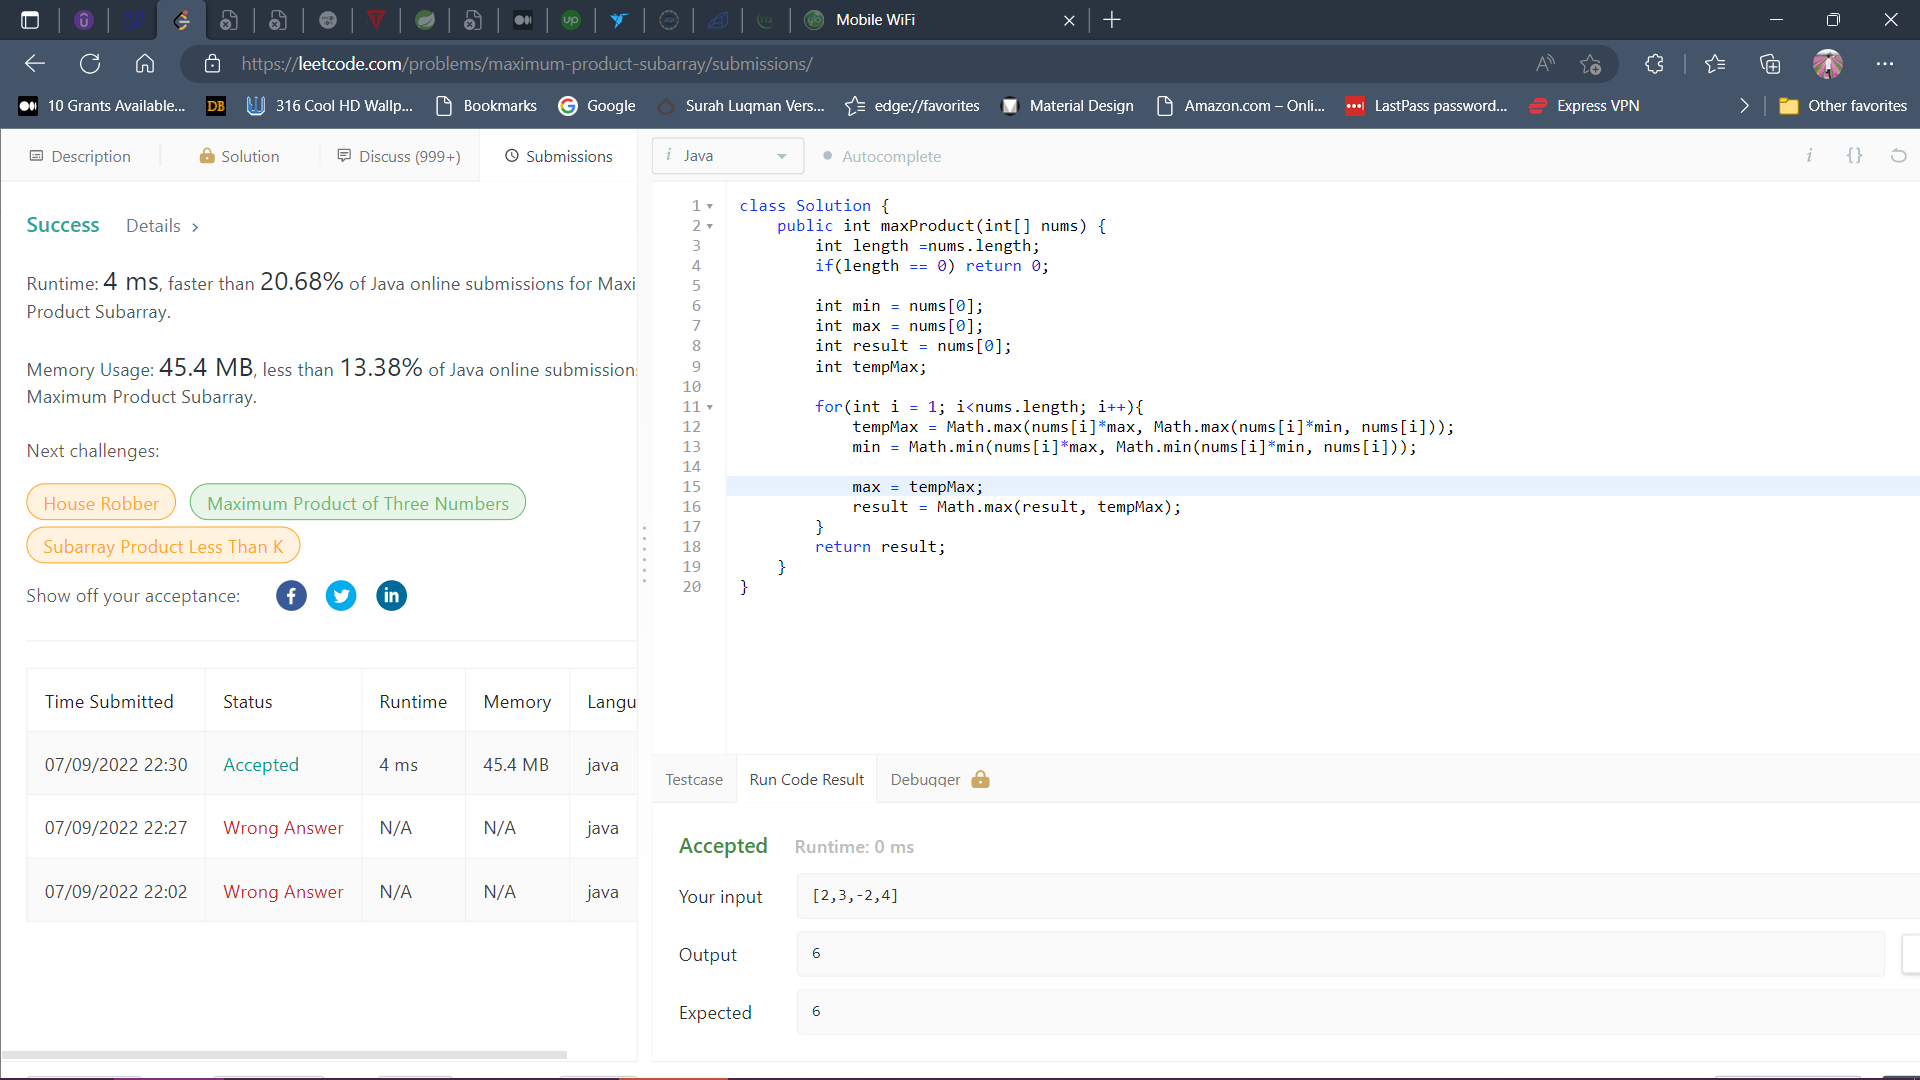 Mobile WiFi
https://leetcode.com/problems/maximum-product-subarray/submissions/
10 Grants Available...
DB
316 Cool HD Wallp...
Bookmarks
Google
Surah Luqman Vers...
edge://favorites
Material Design
Amazon.com – Onli...
LastPass password...
Express VPN
Other favorites
Description
Solution
Discuss (999+)
Submissions
Success
Details
Runtime: 4 ms, faster than 20.68% of Java online submissions for Maxi
Product Subarray.
Memory Usage: 45.4 MB, less than 13.38% of Java online submission
Maximum Product Subarray.
Next challenges:
House Robber
Maximum Product of Three Numbers
Subarray Product Less Than K
Show off your acceptance:
Time Submitted Status Runtime Memory Langu
07/09/2022 22:30 Accepted 4 ms 45.4 MB java
07/09/2022 22:27 Wrong Answer N/A N/A java
07/09/2022 22:02 Wrong Answer N/A N/A java
i Java
Autocomplete
i {}
1 class Solution {
2 public int maxProduct(int[] nums) {
3 int length =nums.length;
4 if(length == 0) return 0;
5
6 int min = nums[0];
7 int max = nums[0];
8 int result = nums[0];
9 int tempMax;
10
11 for(int i = 1; i<nums.length; i++){
12 tempMax = Math.max(nums[i]*max, Math.max(nums[i]*min, nums[i]));
13 min = Math.min(nums[i]*max, Math.min(nums[i]*min, nums[i]));
14
15 max = tempMax;
16 result = Math.max(result, tempMax);
17 }
18 return result;
19 }
20 }
Testcase
Run Code Result
Debugger
Accepted Runtime: 0 ms
Your input [2,3,-2,4]
Output 6
Expected 6